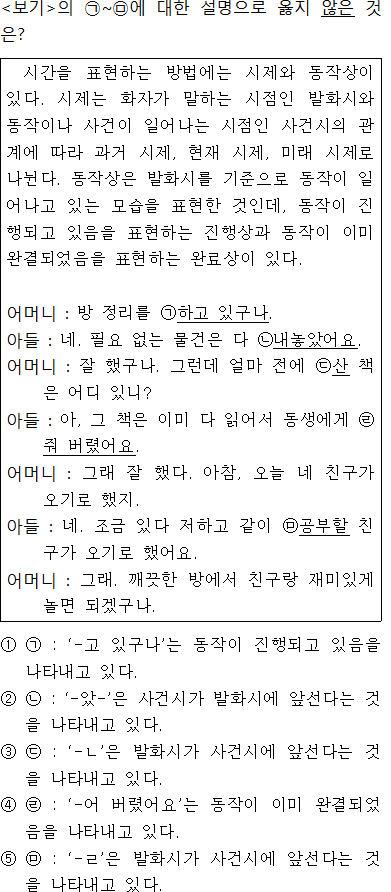 <보기>의 ㉠~㉤에 대한 설명으로 옳지 않은 것
은?
시간을 표현하는 방법에는 시제와 동작상이
있다. 시제는 화자가 말하는 시점인 발화시와
동작이나 사건이 일어나는 시점인 사건시의 관
계에 따라 과거 시제, 현재 시제, 미래 시제로
나뉜다. 동작상은 발화시를 기준으로 동작이 일
어나고 있는 모습을 표현한 것인데, 동작이 진
행되고 있음을 표현하는 진행상과 동작이 이미
완결되었음을 표현하는 완료상이 있다.
어머니 : 방 정리를 ㉠하고 있구나.
아들 : 네. 필요 없는 물건은 다 ㉡내놓았어요.
어머니 : 잘 했구나. 그런데 얼마 전에 ㉢산 책
은 어디 있니?
아들 : 아, 그 책은 이미 다 읽어서 동생에게 ㉣
줘 버렸어요.
어머니 : 그래 잘 했다. 아참, 오늘 네 친구가
오기로 했지.
아들 : 네. 조금 있다 저하고 같이 ㉤공부할 친
구가 오기로 했어요.
어머니 : 그래. 깨끗한 방에서 친구랑 재미있게
놀면 되겠구나.
① ㉠ : ‘-고 있구나’는 동작이 진행되고 있음을
나타내고 있다.
② ㉡ : ‘-았-’은 사건시가 발화시에 앞선다는 것
을 나타내고 있다.
③ ㉢ : ‘-ㄴ’은 발화시가 사건시에 앞선다는 것
을 나타내고 있다.
④ ㉣ : ‘-어 버렸어요’는 동작이 이미 완결되었
음을 나타내고 있다.
⑤ ㉤ : ‘-ㄹ’은 발화시가 사건시에 앞선다는 것
을 나타내고 있다.